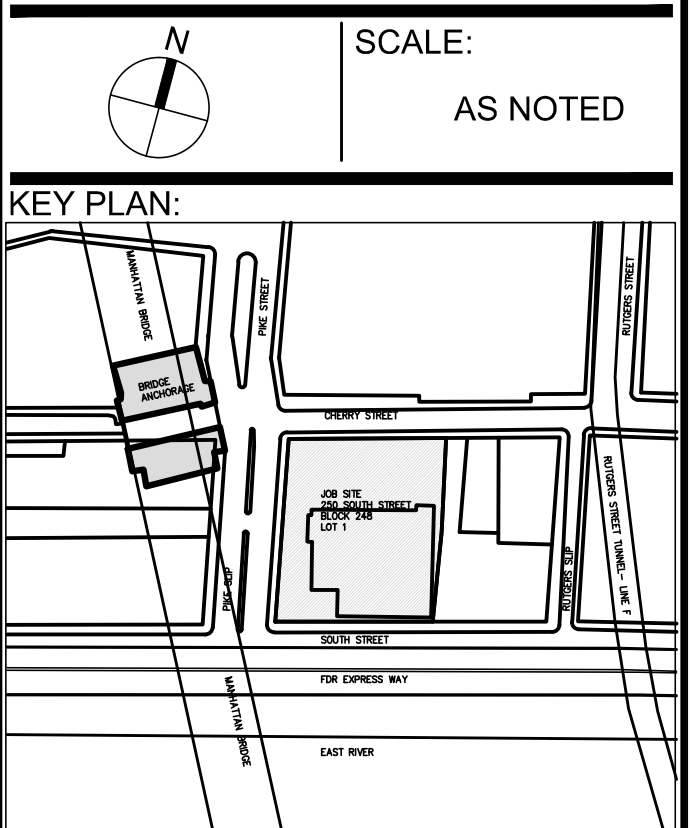 N
SCALE:
AS NOTED
KEY PLAN:
MANHATTAN BRIDGE
PIKE STREET
RUTGERS STREET
BRIDGE
ANCHORAGE
CHERRY STREET
JOB SITE
250 SOUTH STREET
BLOCK 248
LOT 1
RUTGERS STREET TUNNEL- LINE F
PIKE SLIP
RUTGERS SLIP
SOUTH STREET
FDR EXPRESS WAY
MANHATTAN BRIDGE
EAST RIVER